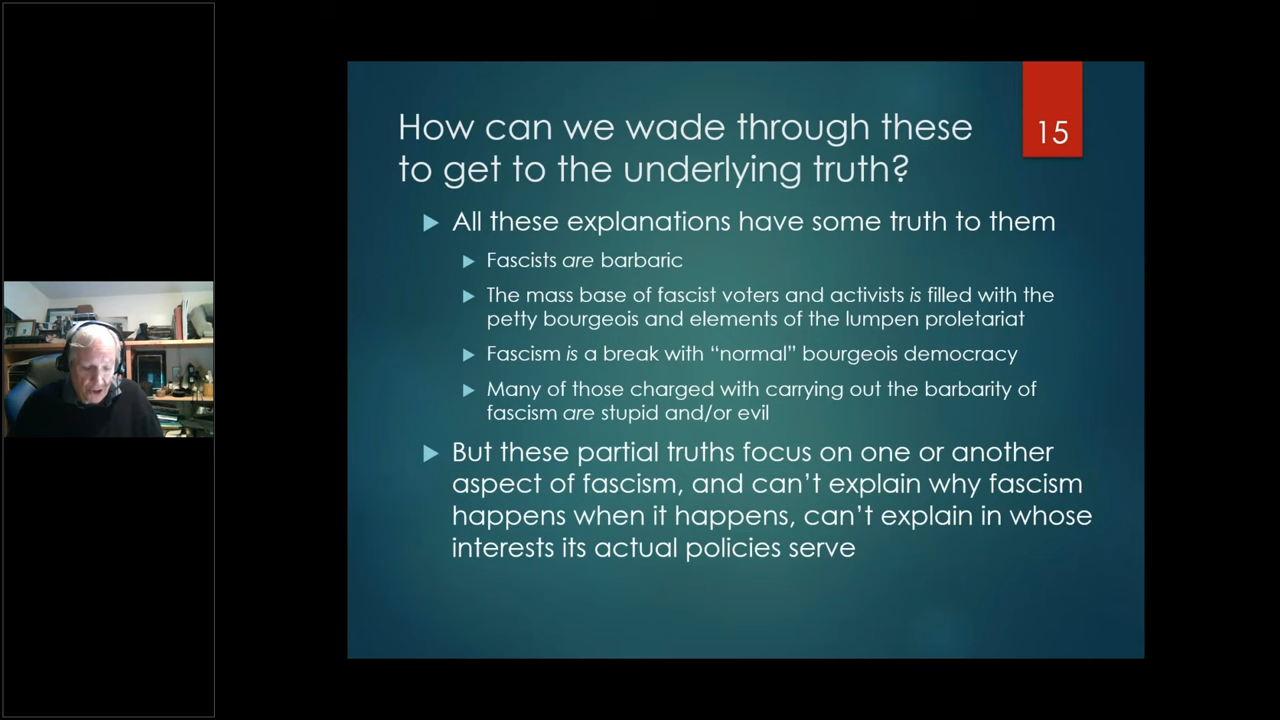 How can we wade through these
to get to the underlying truth?
15
All these explanations have some truth to them
Fascists are barbaric
The mass base of fascist voters and activists is filled with the
petty bourgeois and elements of the lumpen proletariat
Fascism is a break with “normal” bourgeois democracy
Many of those charged with carrying out the barbarity of
fascism are stupid and/or evil
But these partial truths focus on one or another
aspect of fascism, and can’t explain why fascism
happens when it happens, can’t explain in whose
interests its actual policies serve